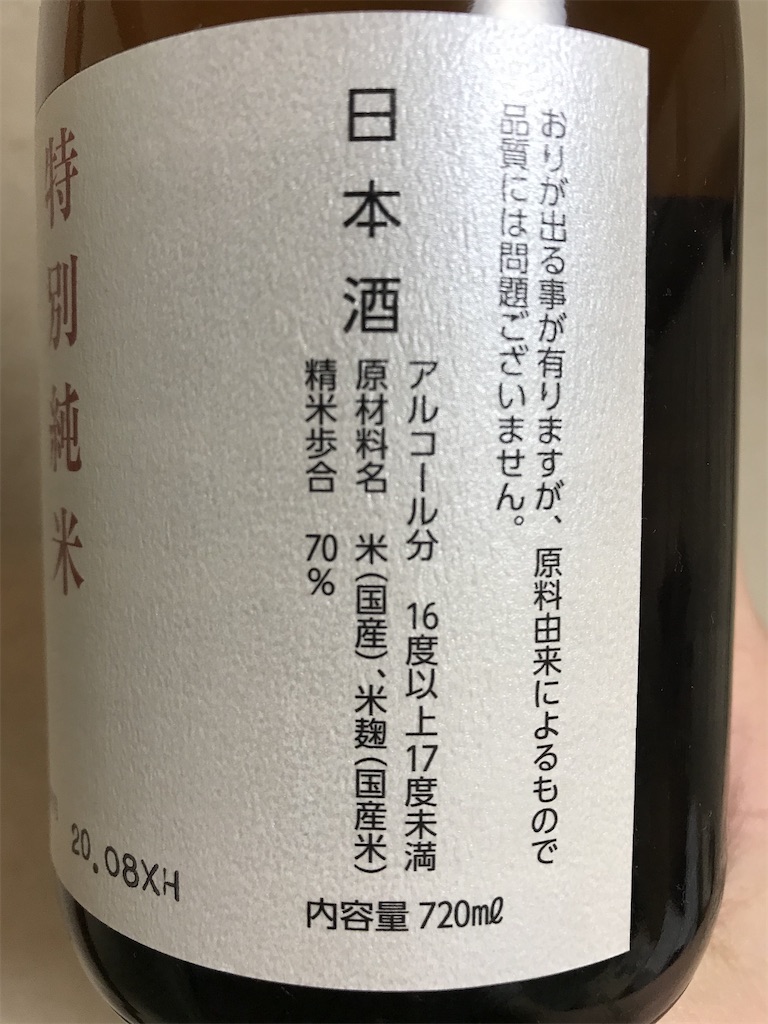 おりが出る事が有りますが、原料由来によるもので
品質には問題ございません。
日本酒
アルコール分 16度以上17度未満
原材料名 米(国産)、米麹(国産米)
精米歩合 70%
内容量 720㎖
特別純米
20.08XH